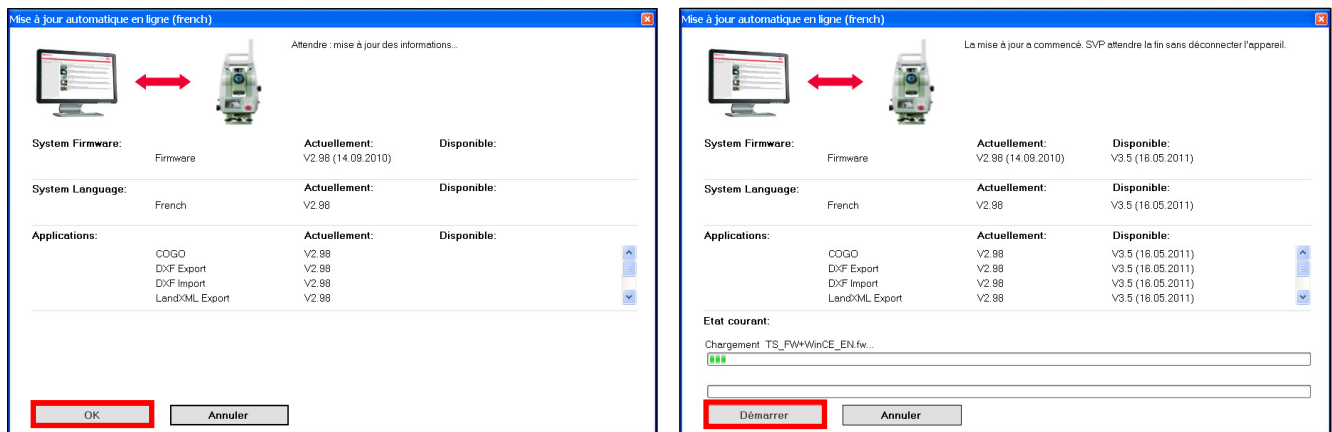 Mise à jour automatique en ligne (french)
Attendre : mise à jour des informations...
System Firmware: Actuellement: Disponible:
Firmware V2.98 (14.09.2010)
System Language: Actuellement: Disponible:
French V2.98
Applications: Actuellement: Disponible:
COGO V2.98
DXF Export V2.98
DXF Import V2.98
LandXML Export V2.98
OK Annuler
Mise à jour automatique en ligne (french)
La mise à jour a commencé. SVP attendre la fin sans déconnecter l'appareil.
System Firmware: Actuellement: Disponible:
Firmware V2.98 (14.09.2010) V3.5 (16.05.2011)
System Language: Actuellement: Disponible:
French V2.98 V3.5 (16.05.2011)
Applications: Actuellement: Disponible:
COGO V2.98 V3.5 (16.05.2011)
DXF Export V2.98 V3.5 (16.05.2011)
DXF Import V2.98 V3.5 (16.05.2011)
LandXML Export V2.98 V3.5 (16.05.2011)
Etat courant:
Chargement TS_FW+WinCE_EN.fw...
Démarrer Annuler